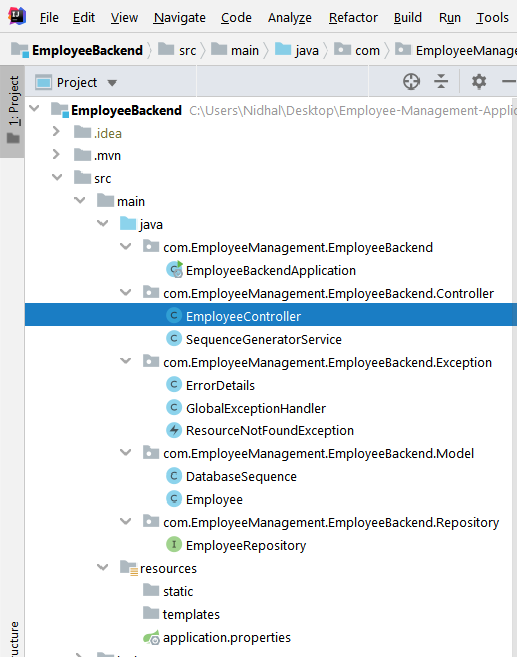 File Edit View Navigate Code Analyze Refactor Build Run Tools
EmployeeBackend src main java com EmployeeManage
1: Project
Project
EmployeeBackend C:\Users\Nidhal\Desktop\Employee-Management-Applic
.idea
.mvn
src
main
java
com.EmployeeManagement.EmployeeBackend
EmployeeBackendApplication
com.EmployeeManagement.EmployeeBackend.Controller
EmployeeController
SequenceGeneratorService
com.EmployeeManagement.EmployeeBackend.Exception
ErrorDetails
GlobalExceptionHandler
ResourceNotFoundException
com.EmployeeManagement.EmployeeBackend.Model
DatabaseSequence
Employee
com.EmployeeManagement.EmployeeBackend.Repository
EmployeeRepository
resources
static
templates
application.properties
ucture